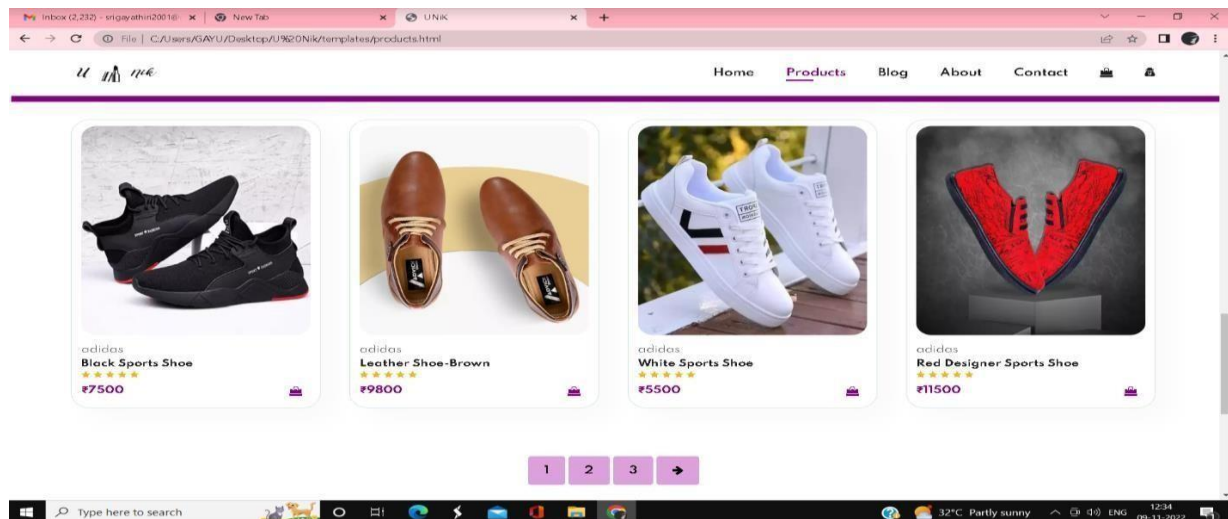 Inbox (2,232) - srigayathiri2001@ New Tab UNiK
File C:/Users/GAYU/Desktop/U%20Nik/templates/products.html
U nik Home Products Blog About Contact
adidas adidas adidas adidas
Black Sports Shoe Leather Shoe-Brown White Sports Shoe Red Designer Sports Shoe
₹7500 ₹9800 ₹5500 ₹11500
1 2 3
Type here to search 32°C Partly sunny ENG 12:34
09-11-2022